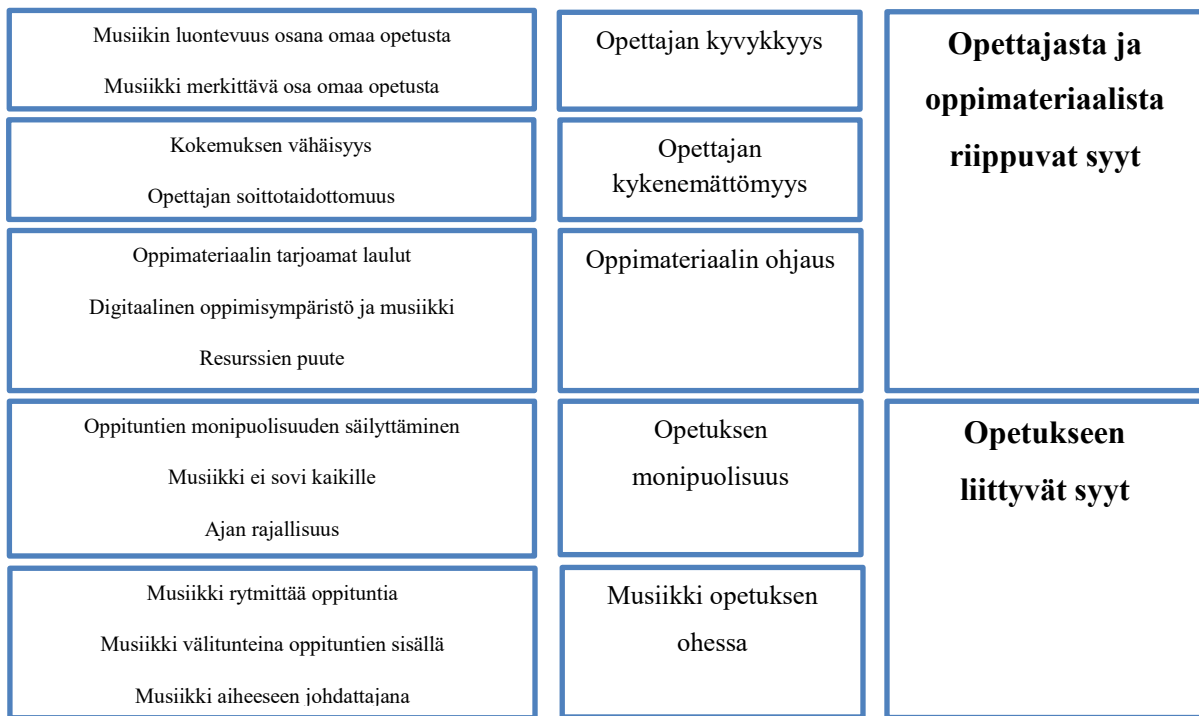 Musiikin luontevuus osana omaa opetusta
Musiikki merkittävä osa omaa opetusta
Opettajan kyvykkyys
Opettajasta ja
oppimateriaalista
riippuvat syyt
Kokemuksen vähäisyys
Opettajan soittotaidottomuus
Opettajan
kykenemättömyys
Oppimateriaalin tarjoamat laulut
Digitaalinen oppimisympäristö ja musiikki
Resurssien puute
Oppimateriaalin ohjaus
Oppituntien monipuolisuuden säilyttäminen
Musiikki ei sovi kaikille
Ajan rajallisuus
Opetuksen
monipuolisuus
Opetukseen
liittyvät syyt
Musiikki rytmittää oppituntia
Musiikki välitunteina oppituntien sisällä
Musiikki aiheeseen johdattajana
Musiikki opetuksen
ohessa